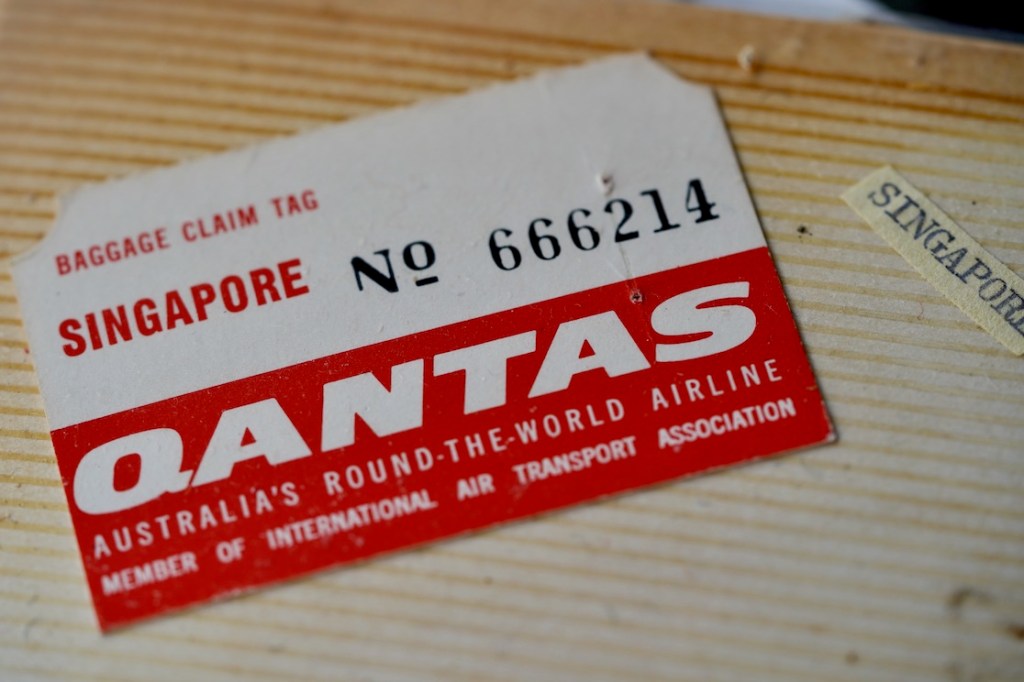 BAGGAGE CLAIM TAG
SINGAPORE Nº 666214
QANTAS
AUSTRALIA'S ROUND-THE-WORLD AIRLINE
MEMBER OF INTERNATIONAL AIR TRANSPORT ASSOCIATION
SINGAPORE